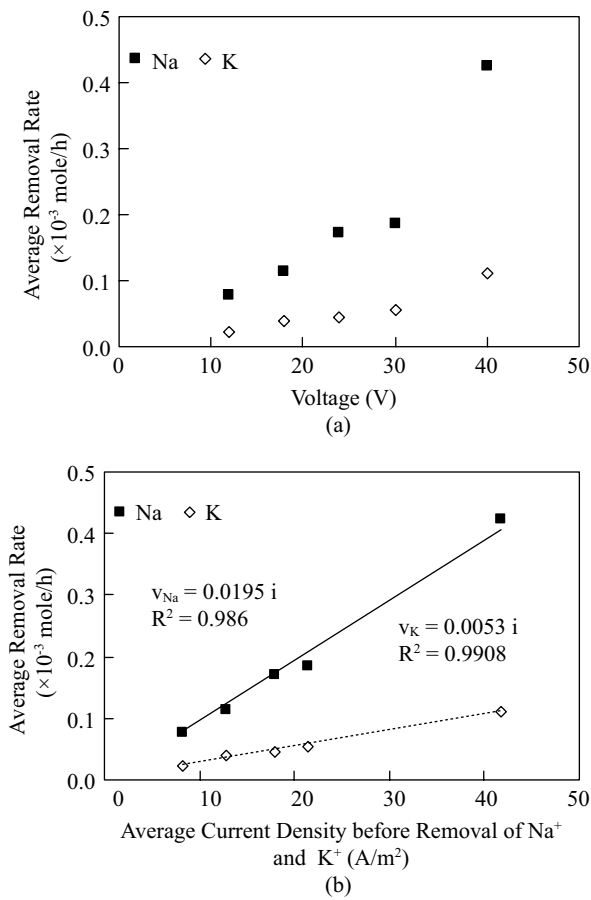 0.5
Na K
0.4
0.3
0.2
0.1
0.0
Average Removal Rate
(×10⁻³ mole/h)
0 10 20 30 40 50
Voltage (V)
(a)
0.5
Na K
0.4
v_Na = 0.0195 i
R² = 0.986
0.3
v_K = 0.0053 i
R² = 0.9908
0.2
0.1
0.0
Average Removal Rate
(×10⁻³ mole/h)
0 10 20 30 40 50
Average Current Density before Removal of Na⁺
and K⁺ (A/m²)
(b)